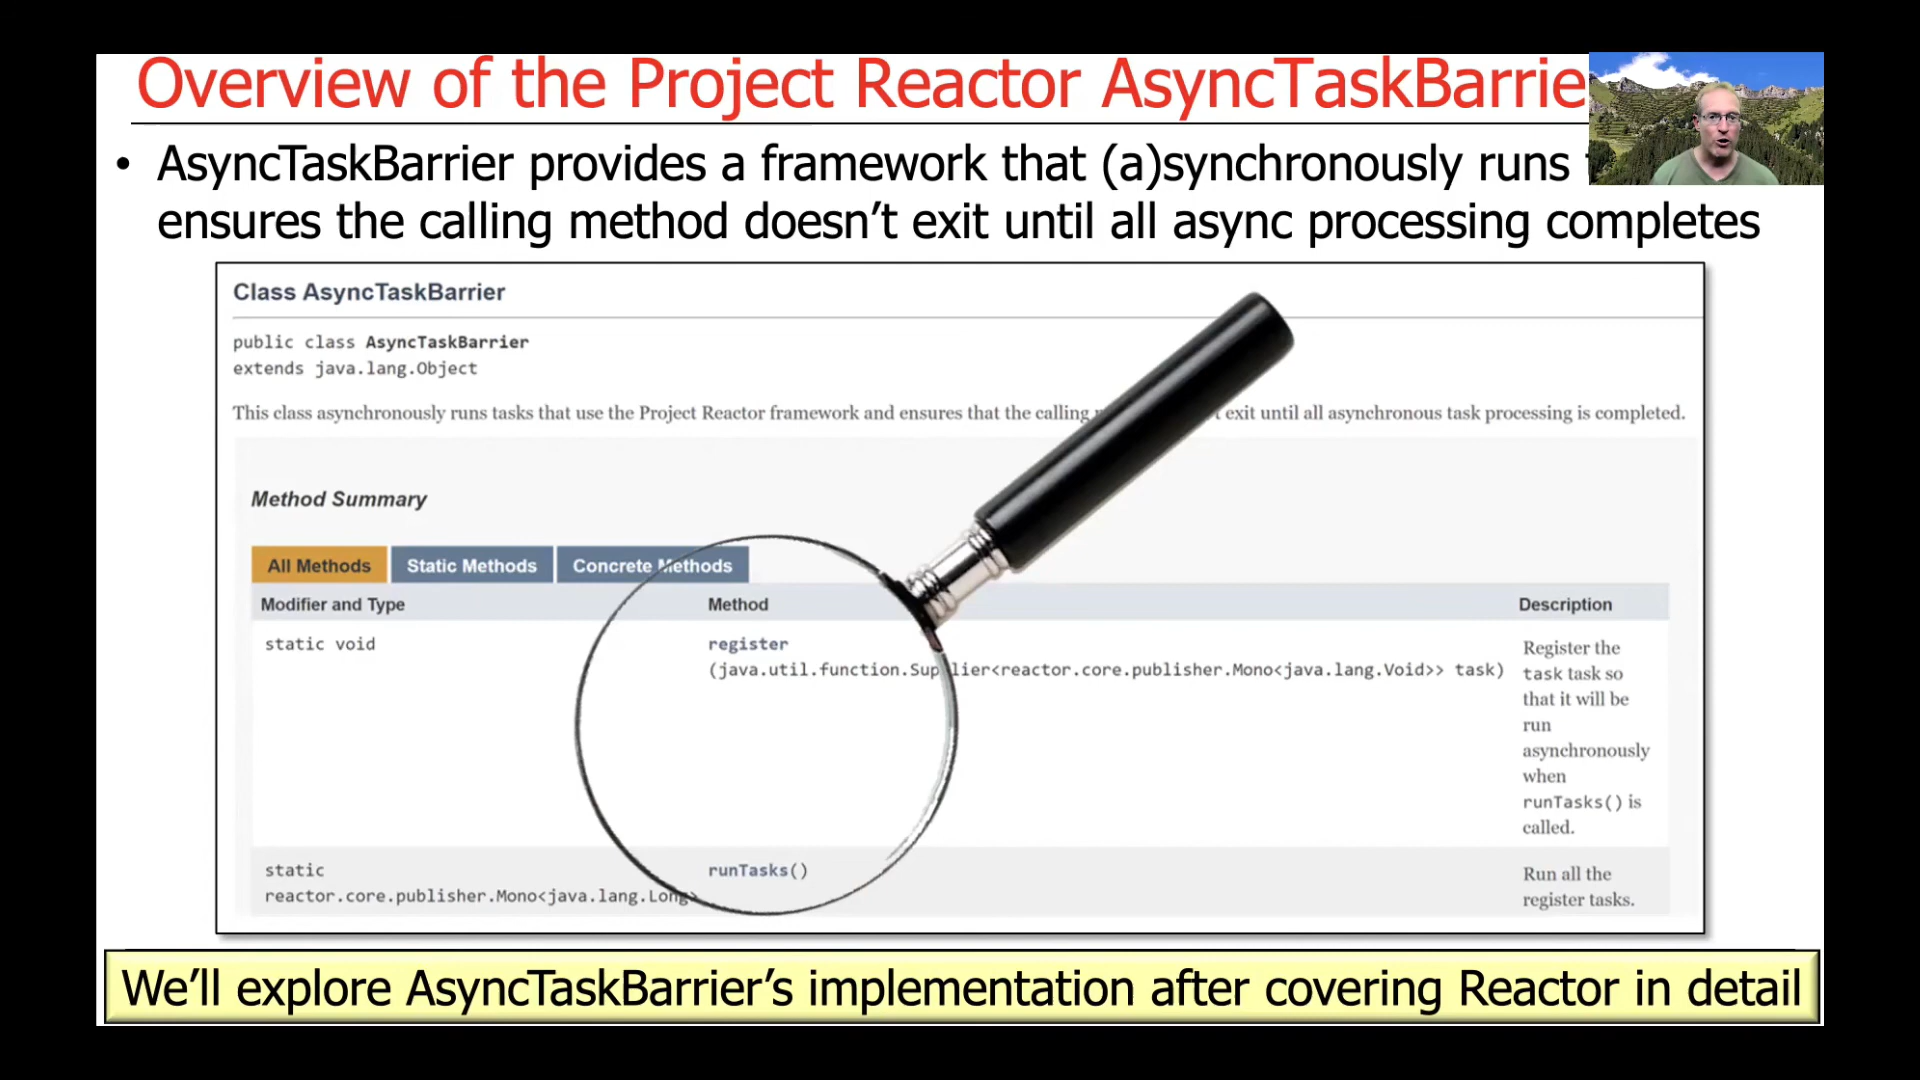 Overview of the Project Reactor AsyncTaskBarrie
• AsyncTaskBarrier provides a framework that (a)synchronously runs
ensures the calling method doesn't exit until all async processing completes
Class AsyncTaskBarrier
public class AsyncTaskBarrier
extends java.lang.Object
This class asynchronously runs tasks that use the Project Reactor framework and ensures that the calling exit until all asynchronous task processing is completed.
Method Summary
All Methods Static Methods Concrete Methods
Modifier and Type Method Description
static void register Register the
(java.util.function.Supplier<reactor.core.publisher.Mono<java.lang.Void>> task) task task so
that it will be
run
asynchronously
when
runTasks() is
called.
static runTasks() Run all the
reactor.core.publisher.Mono<java.lang.Long> register tasks.
We'll explore AsyncTaskBarrier's implementation after covering Reactor in detail